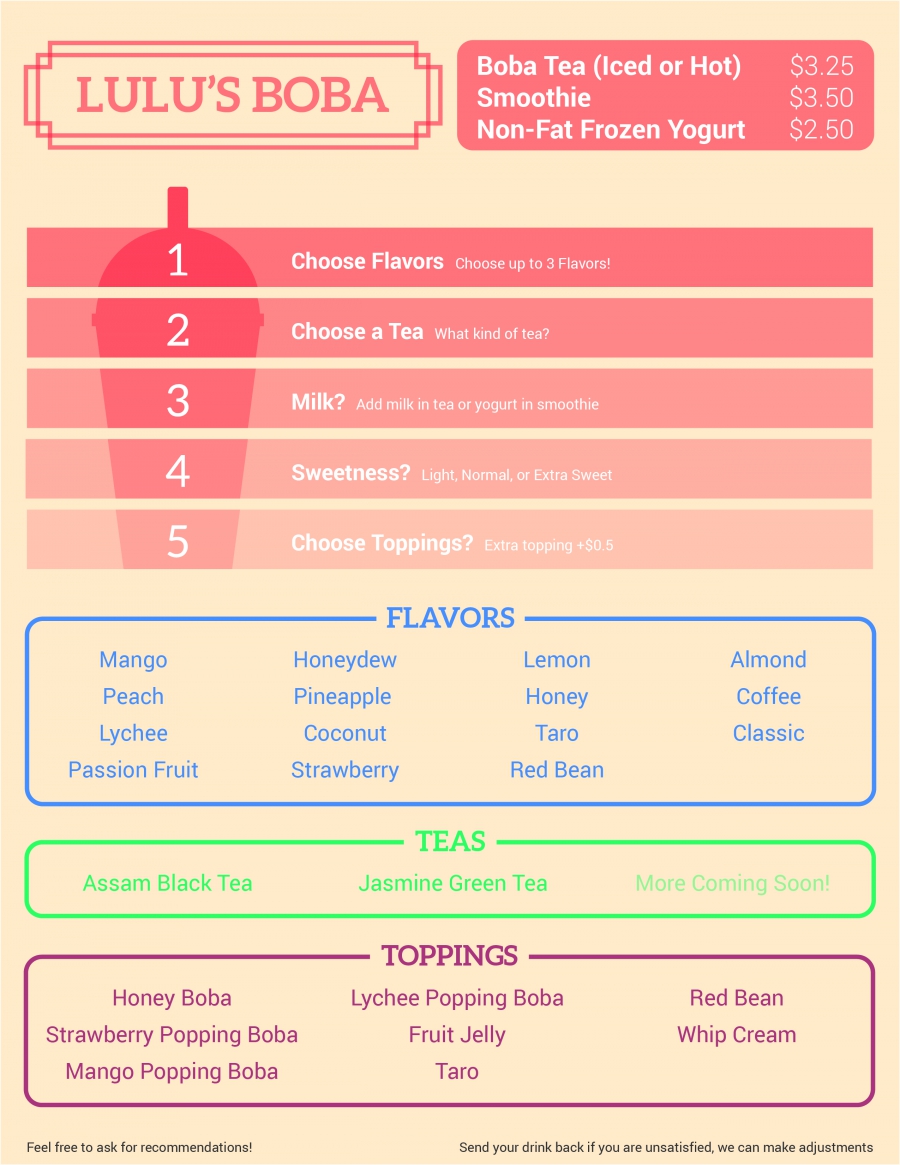 LULU'S BOBA
Boba Tea (Iced or Hot) $3.25
Smoothie $3.50
Non-Fat Frozen Yogurt $2.50
1 Choose Flavors Choose up to 3 Flavors!
2 Choose a Tea What kind of tea?
3 Milk? Add milk in tea or yogurt in smoothie
4 Sweetness? Light, Normal, or Extra Sweet
5 Choose Toppings? Extra topping +$0.5
FLAVORS
Mango Honeydew Lemon Almond
Peach Pineapple Honey Coffee
Lychee Coconut Taro Classic
Passion Fruit Strawberry Red Bean
TEAS
Assam Black Tea Jasmine Green Tea More Coming Soon!
TOPPINGS
Honey Boba Lychee Popping Boba Red Bean
Strawberry Popping Boba Fruit Jelly Whip Cream
Mango Popping Boba Taro
Feel free to ask for recommendations! Send your drink back if you are unsatisfied, we can make adjustments